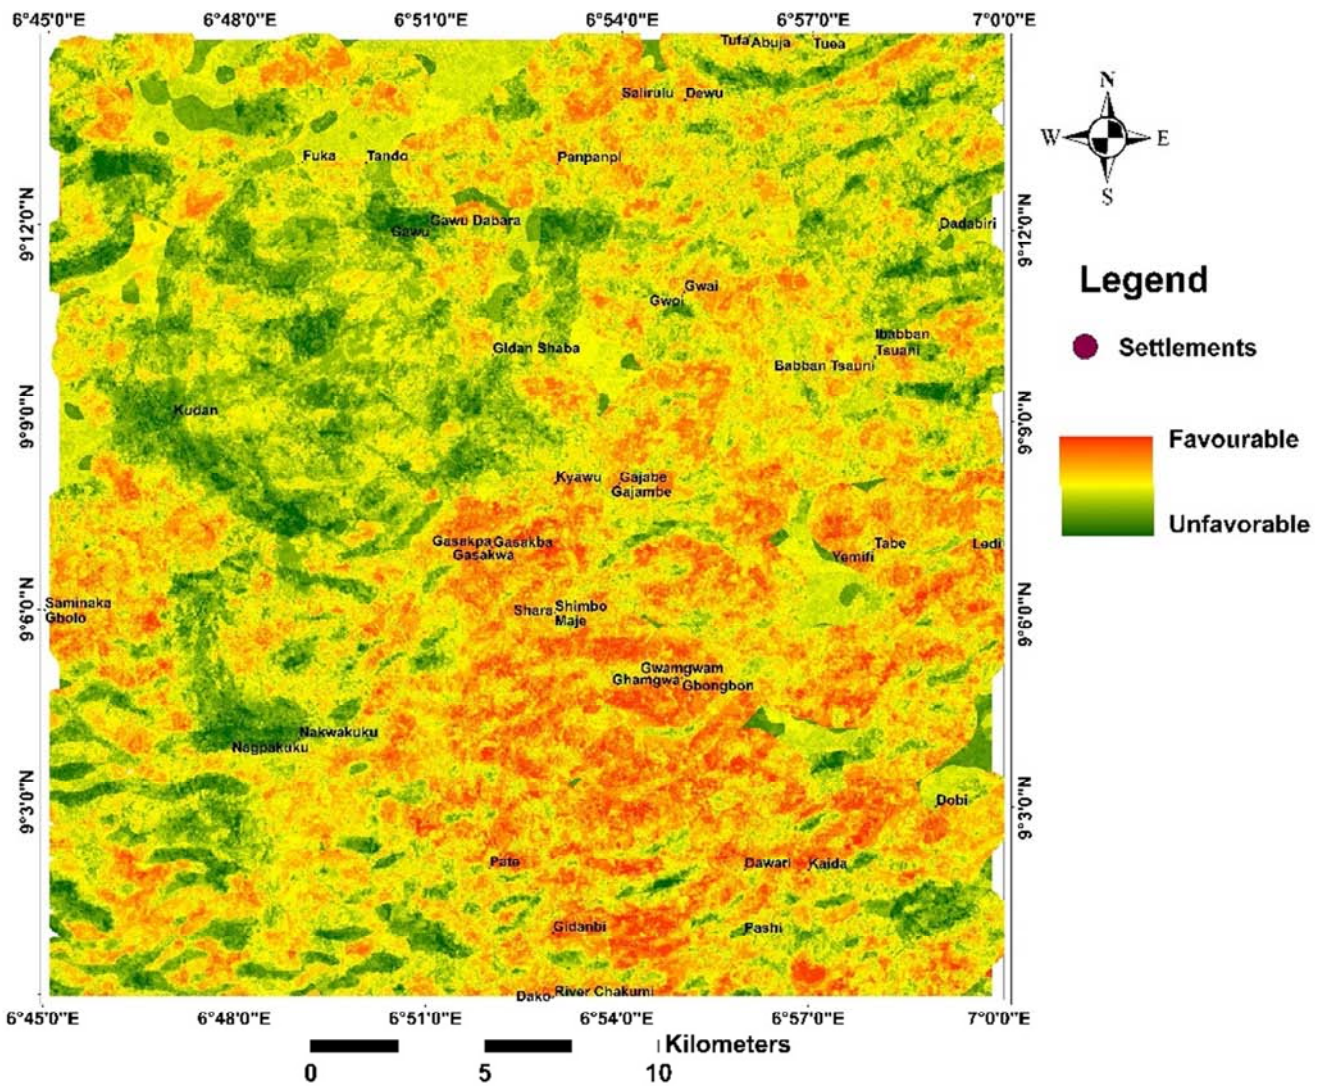 6°45'0"E 6°48'0"E 6°51'0"E 6°54'0"E 6°57'0"E 7°0'0"E
Tufa Abuja Tuea
Salirulu Dewu
Fuka Tando Panpanpl
Gawu Dabara
Gawu
Dadabiri
9°12'0"N
9°12'0"N
Gwai
Gwoi
Ibabban
Tsuani
Gidan Shaba
Babban Tsauni
Kudan
9°9'0"N
9°9'0"N
Kyawu Gajabe
Gajambe
Gasakpa Gasakba
Gasakwa
Tabe
Yemifi
Ledi
Saminaka
Gbolo
9°6'0"N
9°6'0"N
Shara Shimbo
Maje
Gwamgwam
Ghamgwa
Gbongbon
Nakwakuku
Nagpakuku
9°3'0"N
9°3'0"N
Dobi
Pate Dawari Kaida
Gidanbi Pashi
Dako River Chakumi
6°45'0"E 6°48'0"E 6°51'0"E 6°54'0"E 6°57'0"E 7°0'0"E
Kilometers
0 5 10
N
W E
S
Legend
Settlements
Favourable
Unfavorable